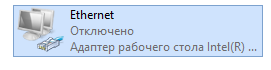 Ethernet
Отключено
Адаптер рабочего стола Intel(R) ...